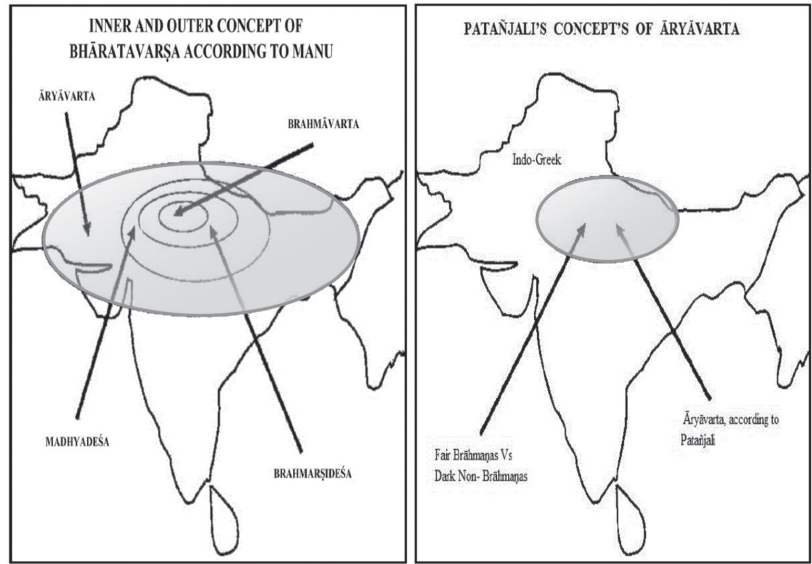 INNER AND OUTER CONCEPT OF
BHĀRATAVARṢA ACCORDING TO MANU
ĀRYĀVARTA
BRAHMĀVARTA
MADHYADEŚA
BRAHMARṢIDEŚA
PATAÑJALI'S CONCEPT'S OF ĀRYĀVARTA
Indo-Greek
Āryāvarta, according to
Patañjali
Fair Brāhmaṇas Vs
Dark Non- Brāhmaṇas